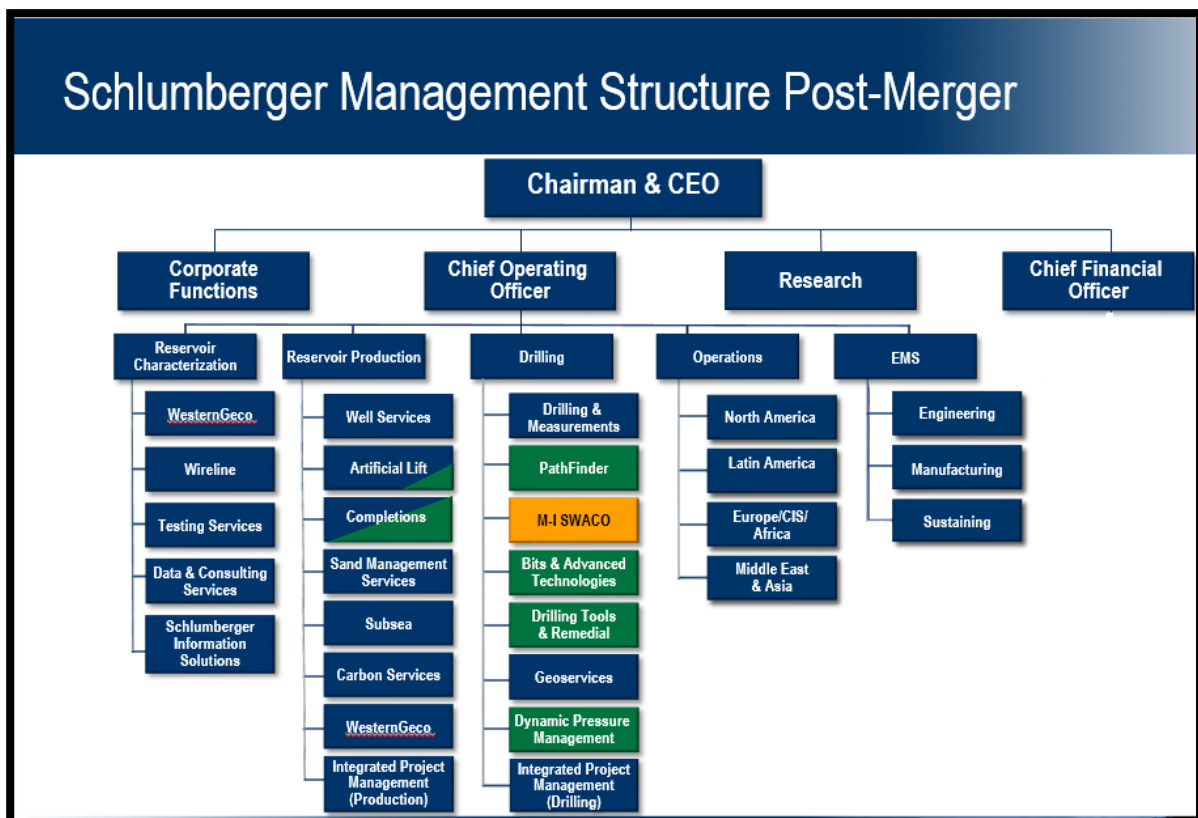 Schlumberger Management Structure Post-Merger
Chairman & CEO
Corporate
Functions
Chief Operating
Officer
Research
Chief Financial
Officer
Reservoir
Characterization
Reservoir Production
Drilling
Operations
EMS
WesternGeco
Wireline
Testing Services
Data & Consulting
Services
Schlumberger
Information
Solutions
Well Services
Artificial Lift
Completions
Sand Management
Services
Subsea
Carbon Services
WesternGeco
Integrated Project
Management
(Production)
Drilling &
Measurements
PathFinder
M-I SWACO
Bits & Advanced
Technologies
Drilling Tools
& Remedial
Geoservices
Dynamic Pressure
Management
Integrated Project
Management
(Drilling)
North America
Latin America
Europe/CIS/
Africa
Middle East
& Asia
Engineering
Manufacturing
Sustaining